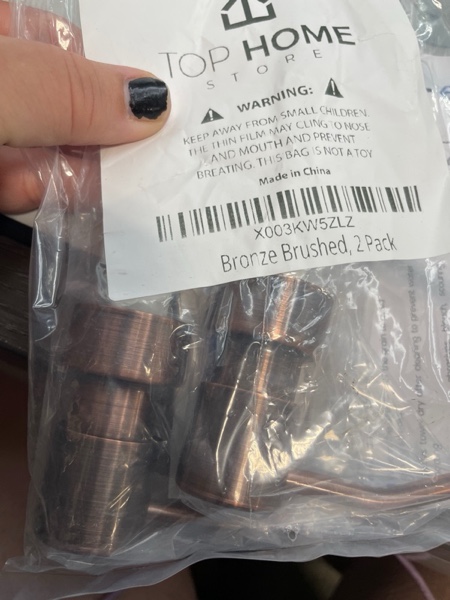 TOP HOME
STORE
WARNING:
KEEP AWAY FROM SMALL CHILDREN.
THE THIN FILM MAY CLING TO NOSE
AND MOUTH AND PREVENT
BREATING. THIS BAG IS NOT A TOY
Made in China
X003KW5ZLZ
Bronze Brushed, 2 Pack